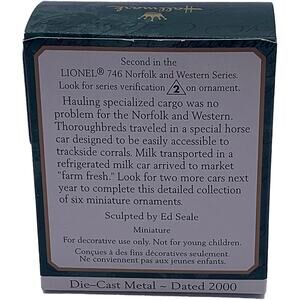 Hallmark
Second in the
LIONEL® 746 Norfolk and Western Series.
Look for series verification 2 on ornament.
Hauling specialized cargo was no
problem for the Norfolk and Western.
Thoroughbreds traveled in a special horse
car designed to be easily accessible to
trackside corrals. Milk transported in a
refrigerated milk car arrived to market
"farm fresh." Look for two more cars next
year to complete this detailed collection
of six miniature ornaments.
Sculpted by Ed Seale
Miniature
For decorative use only. Not for young children.
Conçues à des fins décoratives seulement.
Ne conviennent pas aux jeunes enfants.
Die-Cast Metal ~ Dated 2000